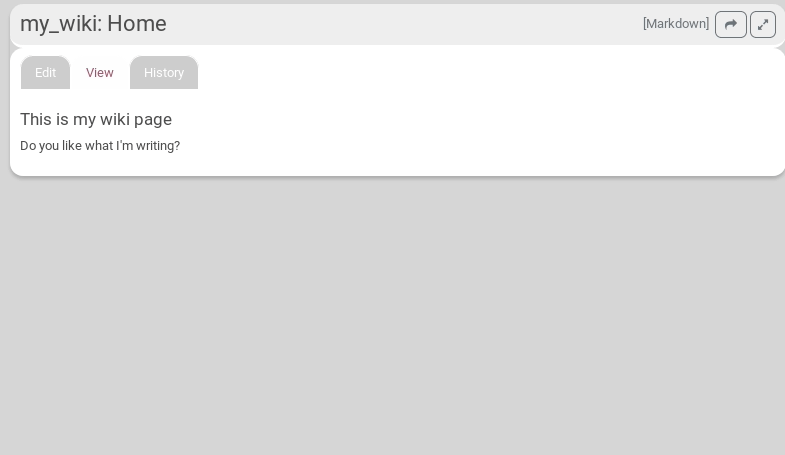 my_wiki: Home
[Markdown]
Edit View History
This is my wiki page
Do you like what I'm writing?